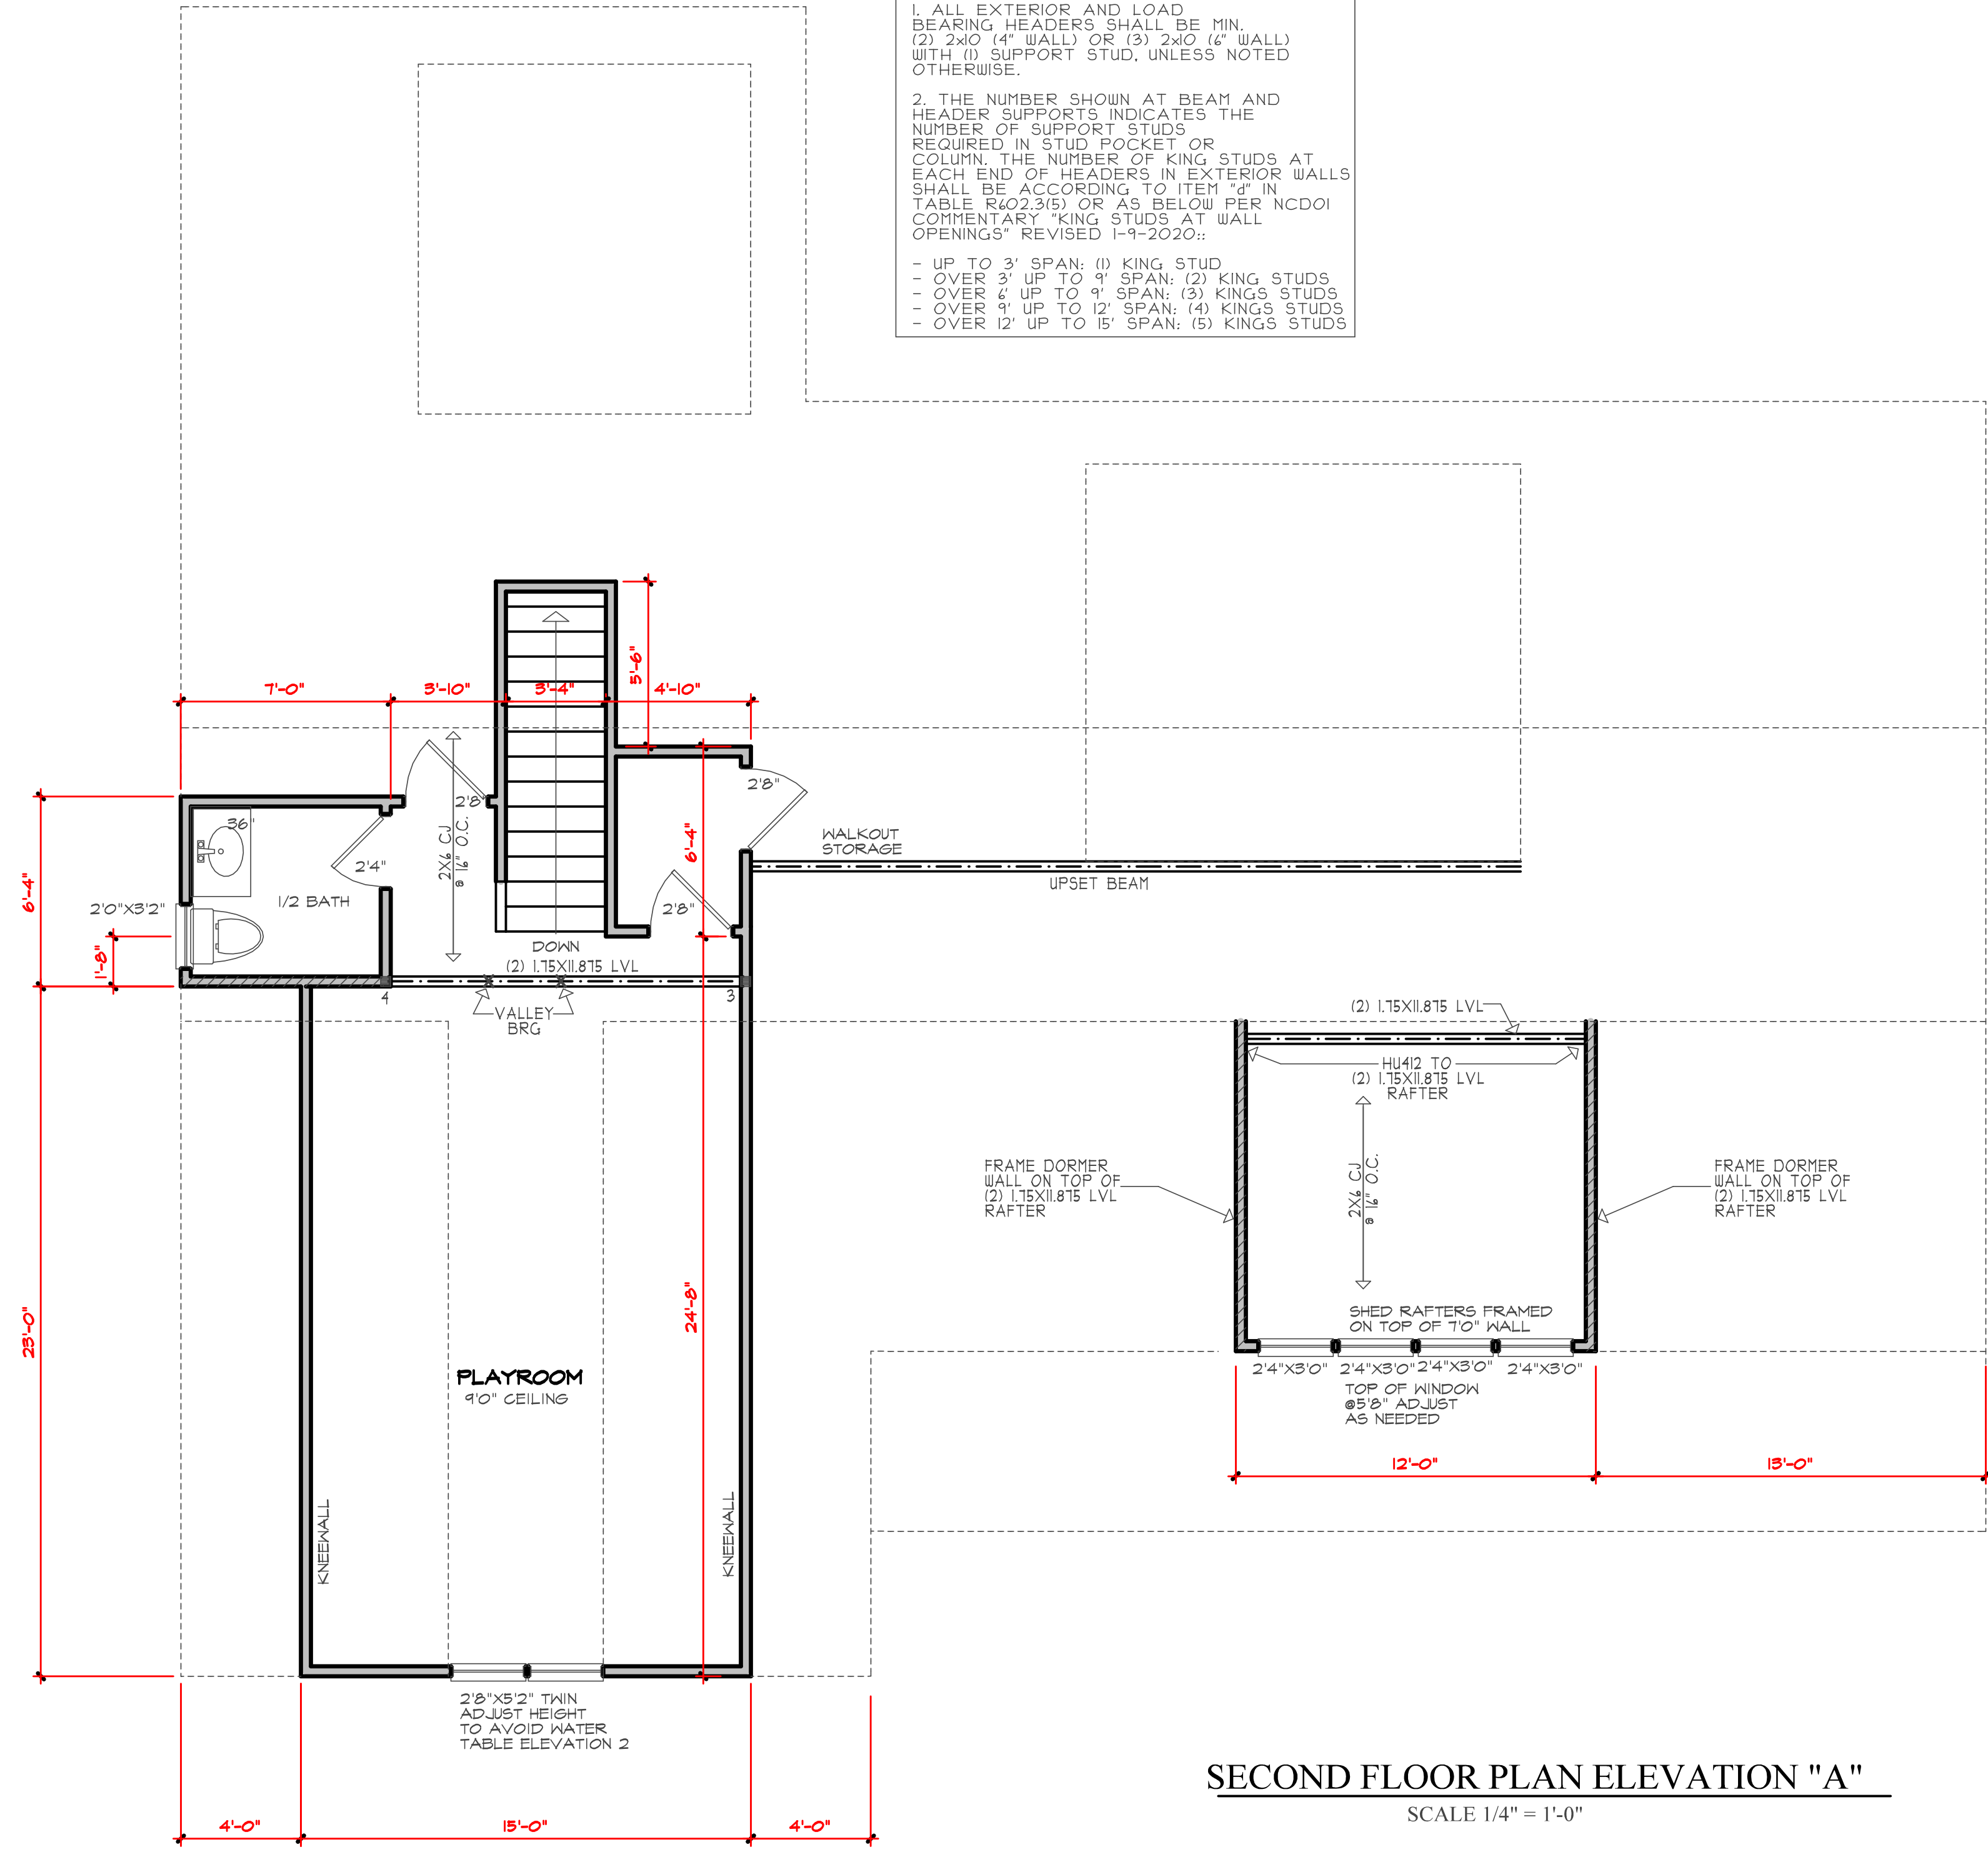 1. ALL EXTERIOR AND LOAD
BEARING HEADERS SHALL BE MIN.
(2) 2x10 (4" WALL) OR (3) 2x10 (6" WALL)
WITH (1) SUPPORT STUD, UNLESS NOTED
OTHERWISE.
2. THE NUMBER SHOWN AT BEAM AND
HEADER SUPPORTS INDICATES THE
NUMBER OF SUPPORT STUDS
REQUIRED IN STUD POCKET OR
COLUMN. THE NUMBER OF KING STUDS AT
EACH END OF HEADERS IN EXTERIOR WALLS
SHALL BE ACCORDING TO ITEM "d" IN
TABLE R602.3(5) OR AS BELOW PER NCDOI
COMMENTARY "KING STUDS AT WALL
OPENINGS" REVISED 1-9-2020::
- UP TO 3' SPAN: (1) KING STUD
- OVER 3' UP TO 9' SPAN: (2) KING STUDS
- OVER 6' UP TO 9' SPAN: (3) KINGS STUDS
- OVER 9' UP TO 12' SPAN: (4) KINGS STUDS
- OVER 12' UP TO 15' SPAN: (5) KINGS STUDS
5'-6"
7'-0"
3'-10"
3'-4"
4'-10"
2'8"
2'8"
36"
2X6 CJ
@ 16" O.C.
6'-4"
WALKOUT
STORAGE
2'4"
UPSET BEAM
6'-4"
2'0"X3'2"
1/2 BATH
2'8"
1'-8"
DOWN
(2) 1.75X11.875 LVL
4
3
VALLEY
BRG
(2) 1.75X11.875 LVL
HU412 TO
(2) 1.75X11.875 LVL
RAFTER
2X6 CJ
@ 16" O.C.
FRAME DORMER
WALL ON TOP OF
(2) 1.75X11.875 LVL
RAFTER
FRAME DORMER
WALL ON TOP OF
(2) 1.75X11.875 LVL
RAFTER
23'-0"
24'-8"
SHED RAFTERS FRAMED
ON TOP OF 7'0" WALL
PLAYROOM
9'0" CEILING
2'4"X3'0"
2'4"X3'0"
2'4"X3'0"
2'4"X3'0"
TOP OF WINDOW
@5'8" ADJUST
AS NEEDED
12'-0"
13'-0"
KNEEWALL
KNEEWALL
2'8"X5'2" TWIN
ADJUST HEIGHT
TO AVOID WATER
TABLE ELEVATION 2
SECOND FLOOR PLAN ELEVATION "A"
SCALE 1/4" = 1'-0"
4'-0"
15'-0"
4'-0"